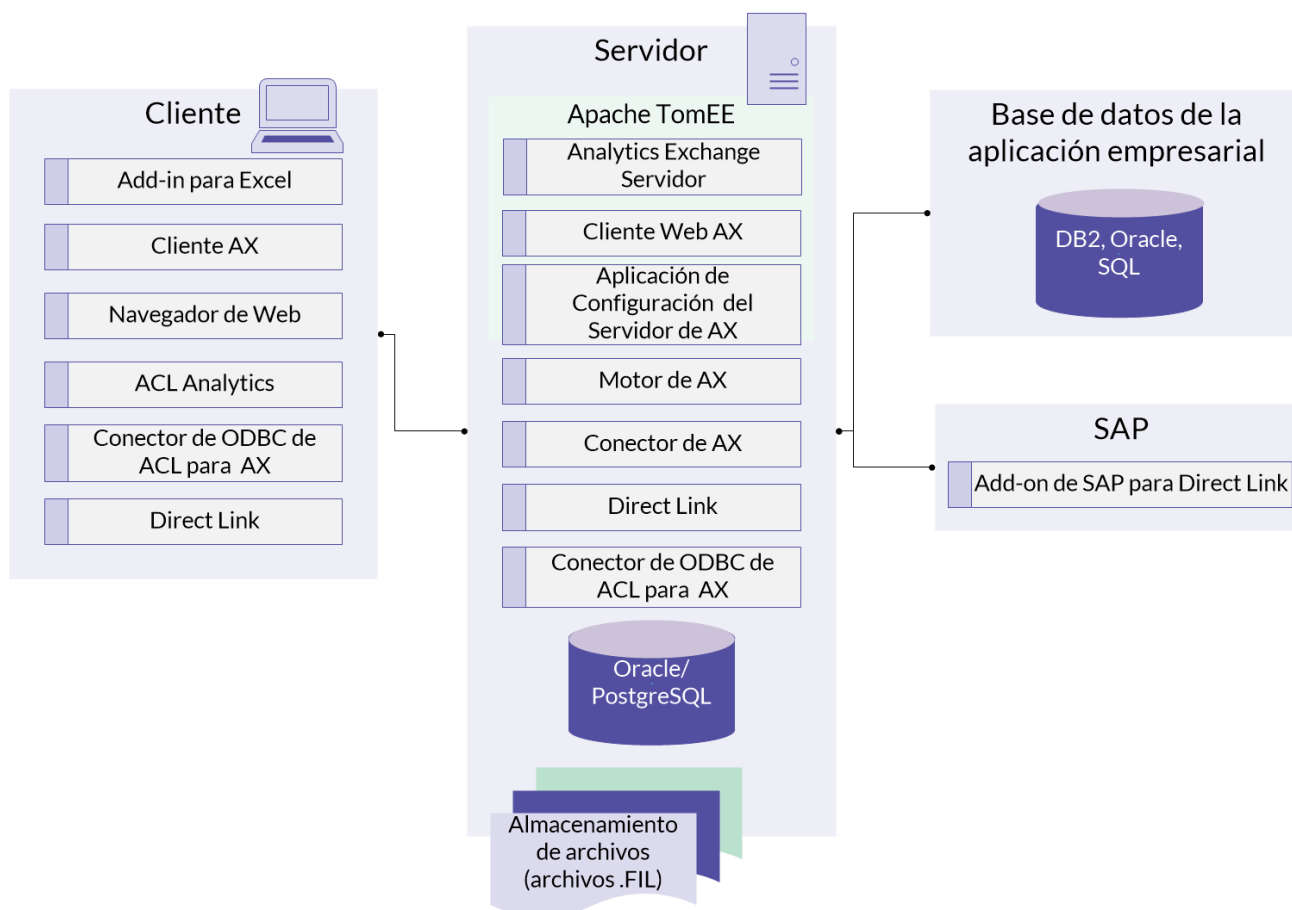 Cliente
Add-in para Excel
Cliente AX
Navegador de Web
ACL Analytics
Conector de ODBC de
ACL para AX
Direct Link
Servidor
Apache TomEE
Analytics Exchange
Servidor
Cliente Web AX
Aplicación de
Configuración del
Servidor de AX
Motor de AX
Conector de AX
Direct Link
Conector de ODBC de
ACL para AX
Oracle/
PostgreSQL
Almacenamiento
de archivos
(archivos .FIL)
Base de datos de la
aplicación empresarial
DB2, Oracle,
SQL
SAP
Add-on de SAP para Direct Link